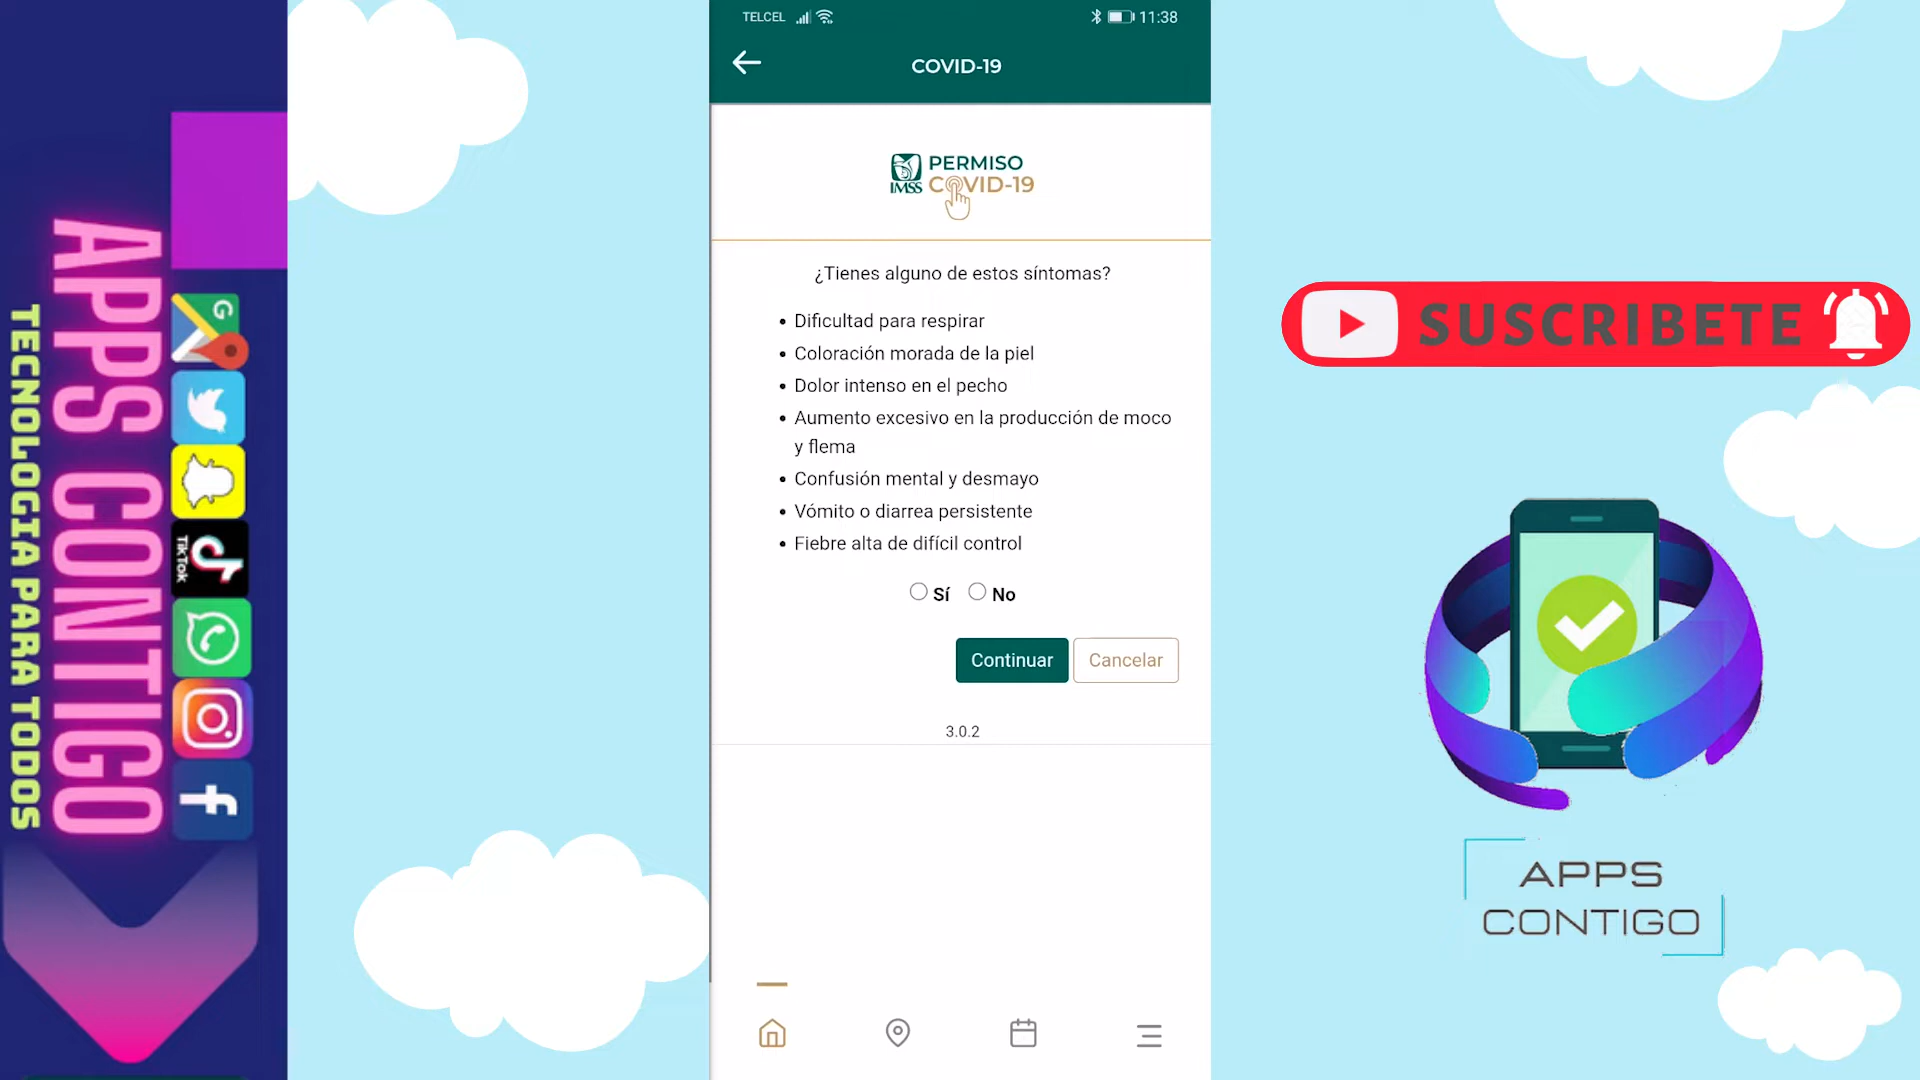 APPS CONTIGO
TECNOLOGIA PARA TODOS
G
TikTok
TELCEL
11:38
COVID-19
IMSS
PERMISO
COVID-19
¿Tienes alguno de estos síntomas?
• Dificultad para respirar
• Coloración morada de la piel
• Dolor intenso en el pecho
• Aumento excesivo en la producción de moco
y flema
• Confusión mental y desmayo
• Vómito o diarrea persistente
• Fiebre alta de difícil control
Sí No
Continuar Cancelar
3.0.2
SUSCRIBETE
APPS
CONTIGO